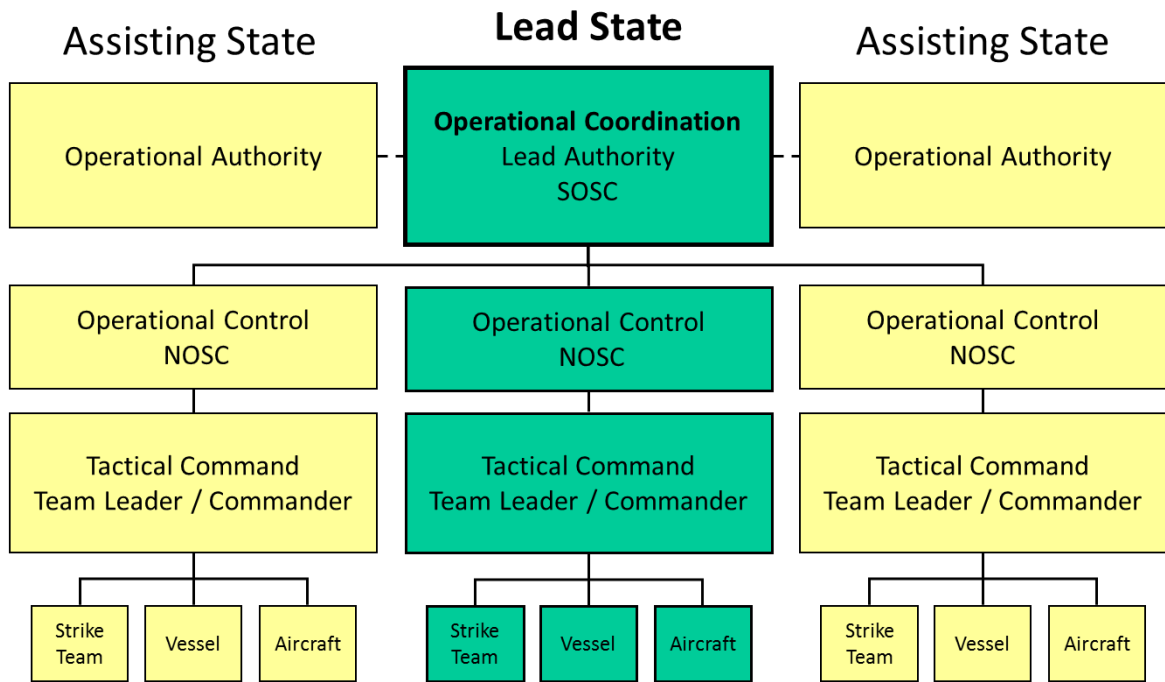 Assisting State
Lead State
Assisting State
Operational Authority
Operational Coordination
Lead Authority
SOSC
Operational Authority
Operational Control
NOSC
Operational Control
NOSC
Operational Control
NOSC
Tactical Command
Team Leader / Commander
Tactical Command
Team Leader / Commander
Tactical Command
Team Leader / Commander
Strike
Team
Vessel
Aircraft
Strike
Team
Vessel
Aircraft
Strike
Team
Vessel
Aircraft